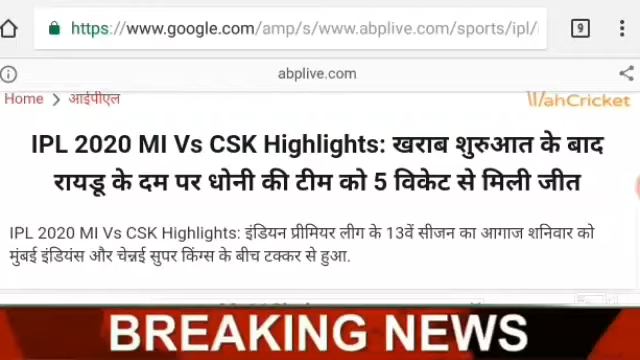 https://www.google.com/amp/s/www.abplive.com/sports/ipl/
9
abplive.com
Home > आईपीएल
WahCricket
IPL 2020 MI Vs CSK Highlights: खराब शुरुआत के बाद
रायडू के दम पर धोनी की टीम को 5 विकेट से मिली जीत
IPL 2020 MI Vs CSK Highlights: इंडियन प्रीमियर लीग के 13वें सीजन का आगाज शनिवार को
मुंबई इंडियंस और चेन्नई सुपर किंग्स के बीच टक्कर से हुआ.
BREAKING NEWS